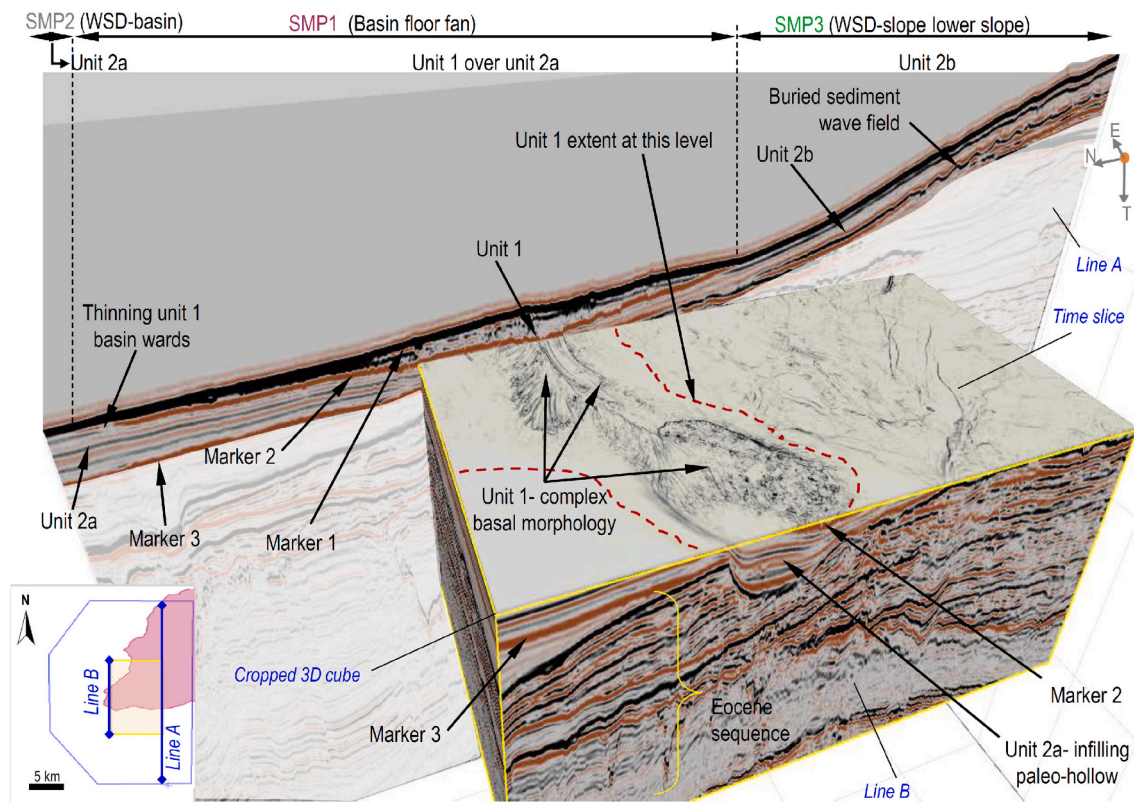 SMP2 (WSD-basin)
SMP1 (Basin floor fan)
SMP3 (WSD-slope lower slope)
Unit 2a
Unit 1 over unit 2a
Unit 2b
Buried sediment
wave field
Unit 1 extent at this level
Unit 2b
E
N
T
Unit 1
Line A
Thinning unit 1
basin wards
Time slice
Marker 2
Unit 1- complex
basal morphology
Unit 2a
Marker 3
Marker 1
N
Line B
Line A
5 km
Cropped 3D cube
Marker 3
Eocene
sequence
Marker 2
Unit 2a- infilling
paleo-hollow
Line B